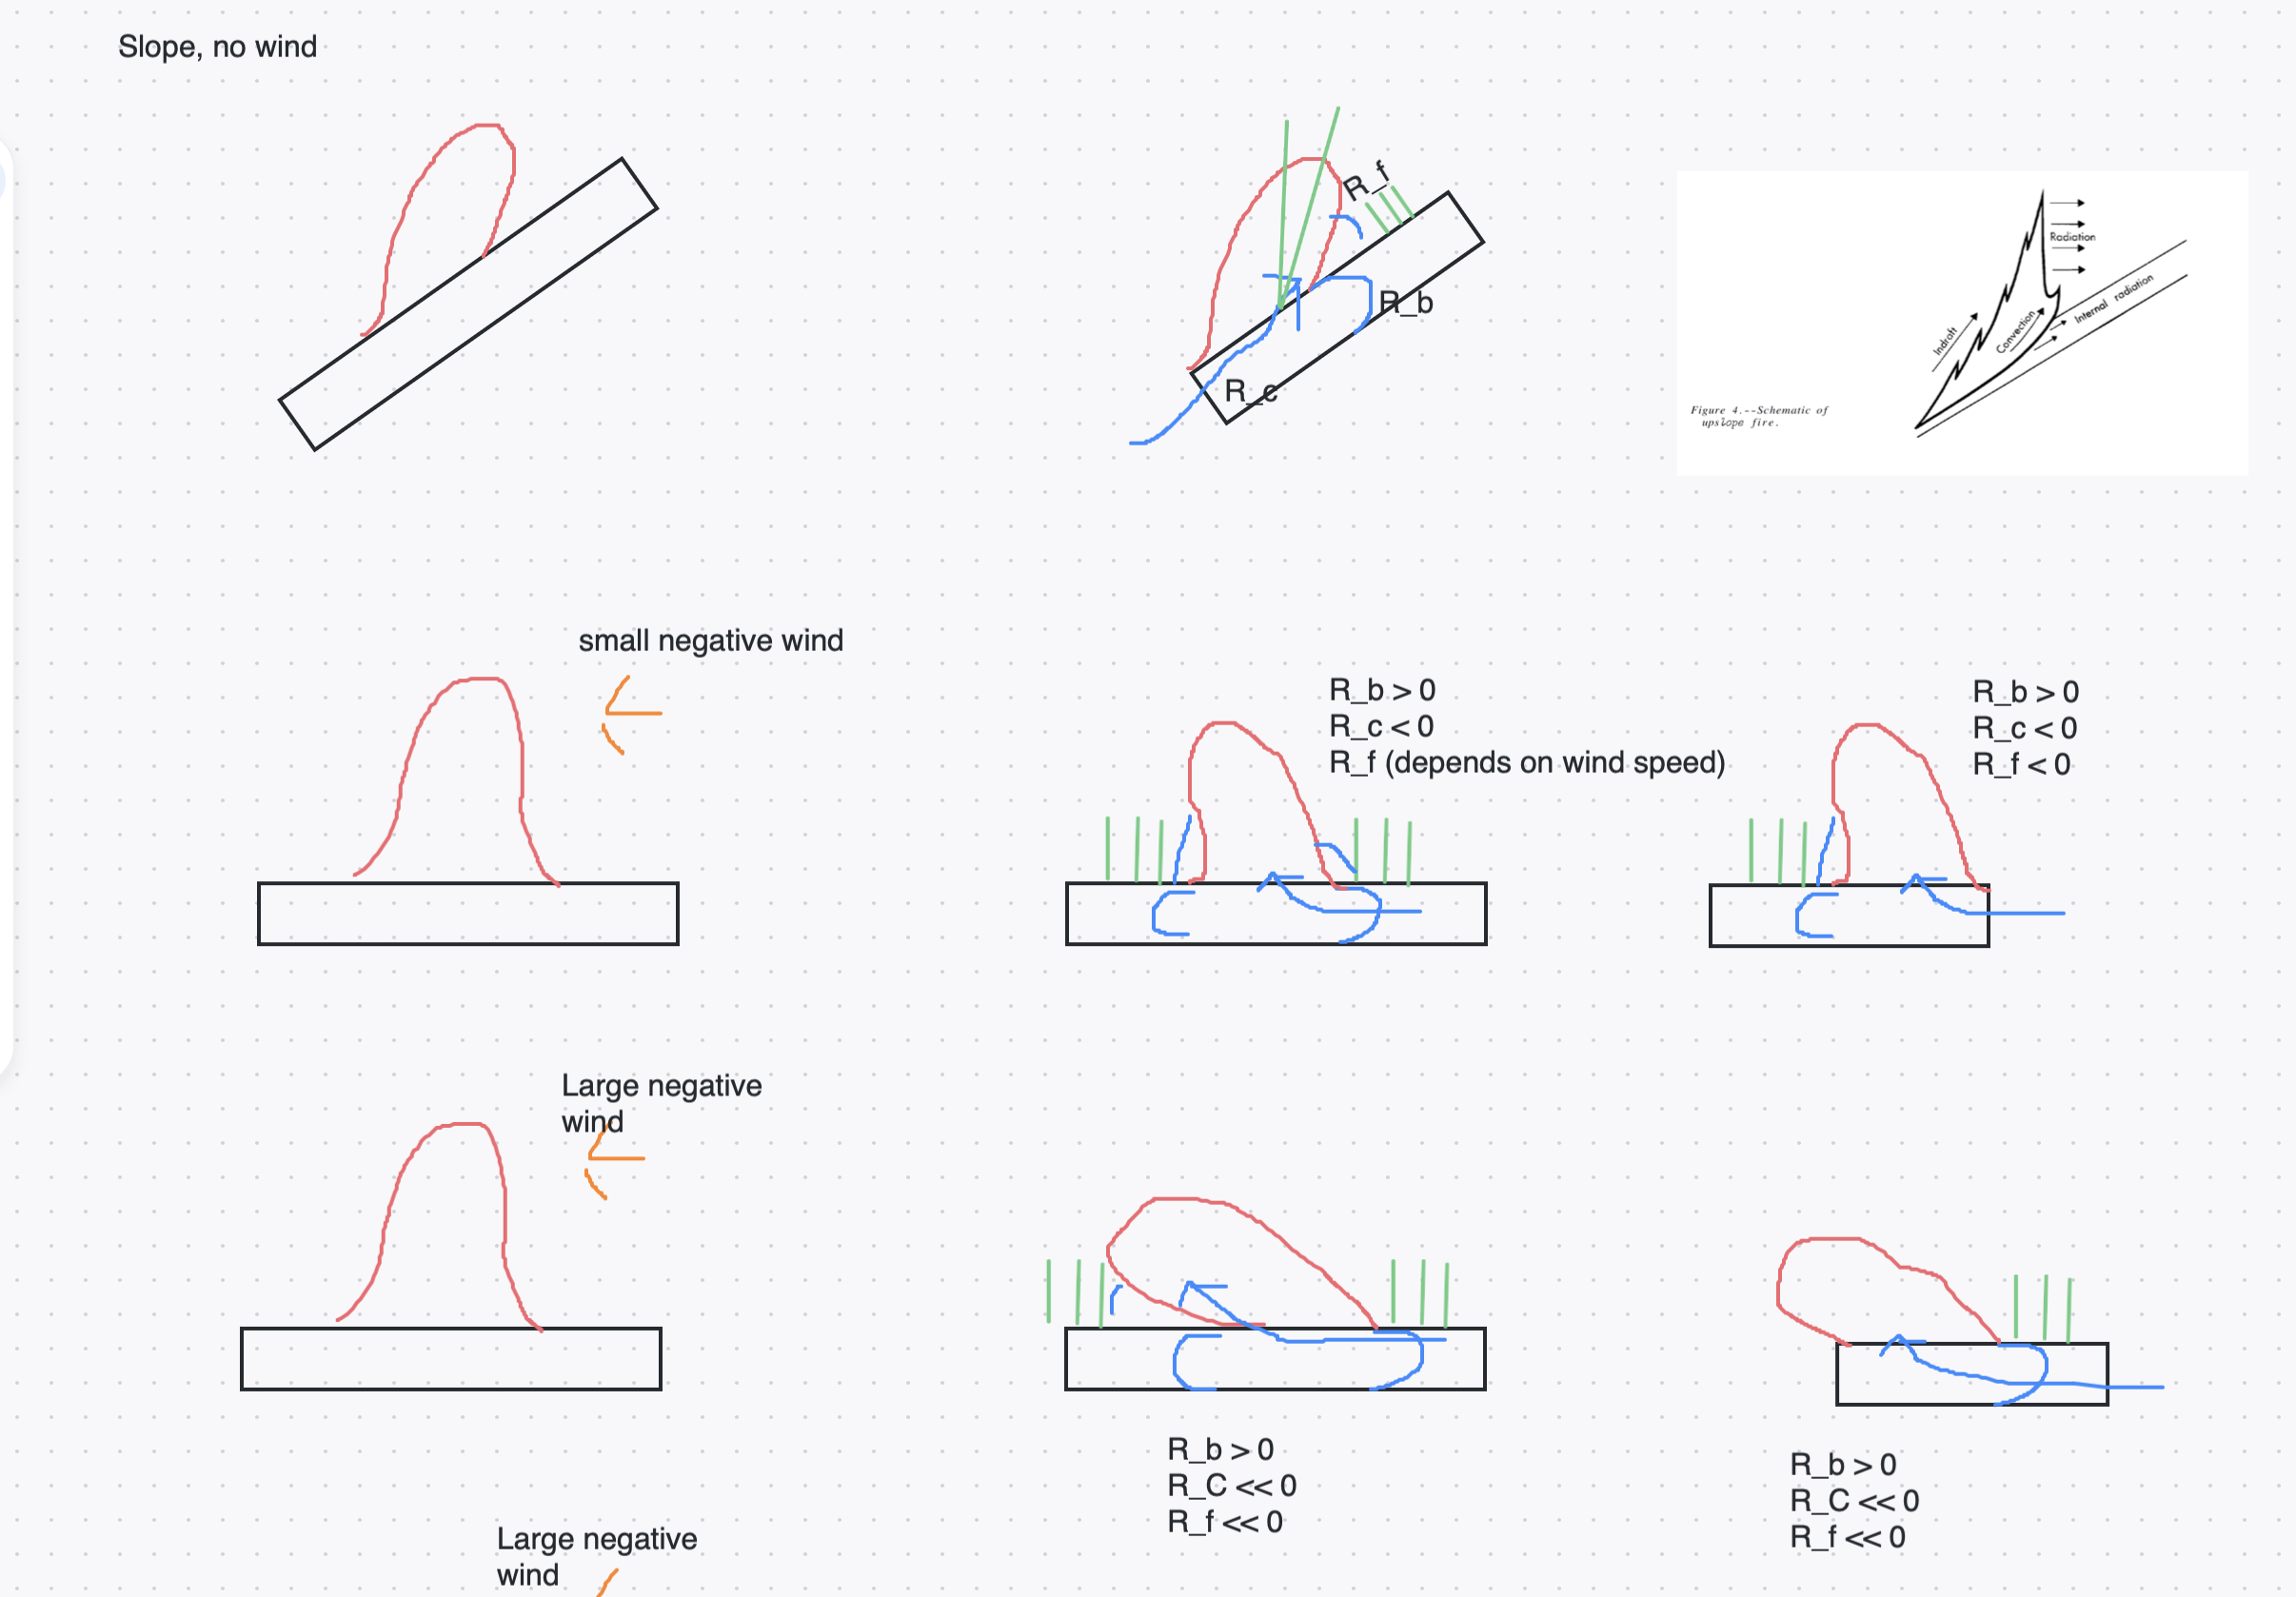 Slope, no wind
R_f
R_b
R_c
Radiation
Indraft
Convection
Internal radiation
Figure 4.--Schematic of
upslope fire.
small negative wind
R_b > 0
R_c < 0
R_f (depends on wind speed)
R_b > 0
R_c < 0
R_f < 0
Large negative
wind
R_b > 0
R_C << 0
R_f << 0
R_b > 0
R_C << 0
R_f << 0
Large negative
wind